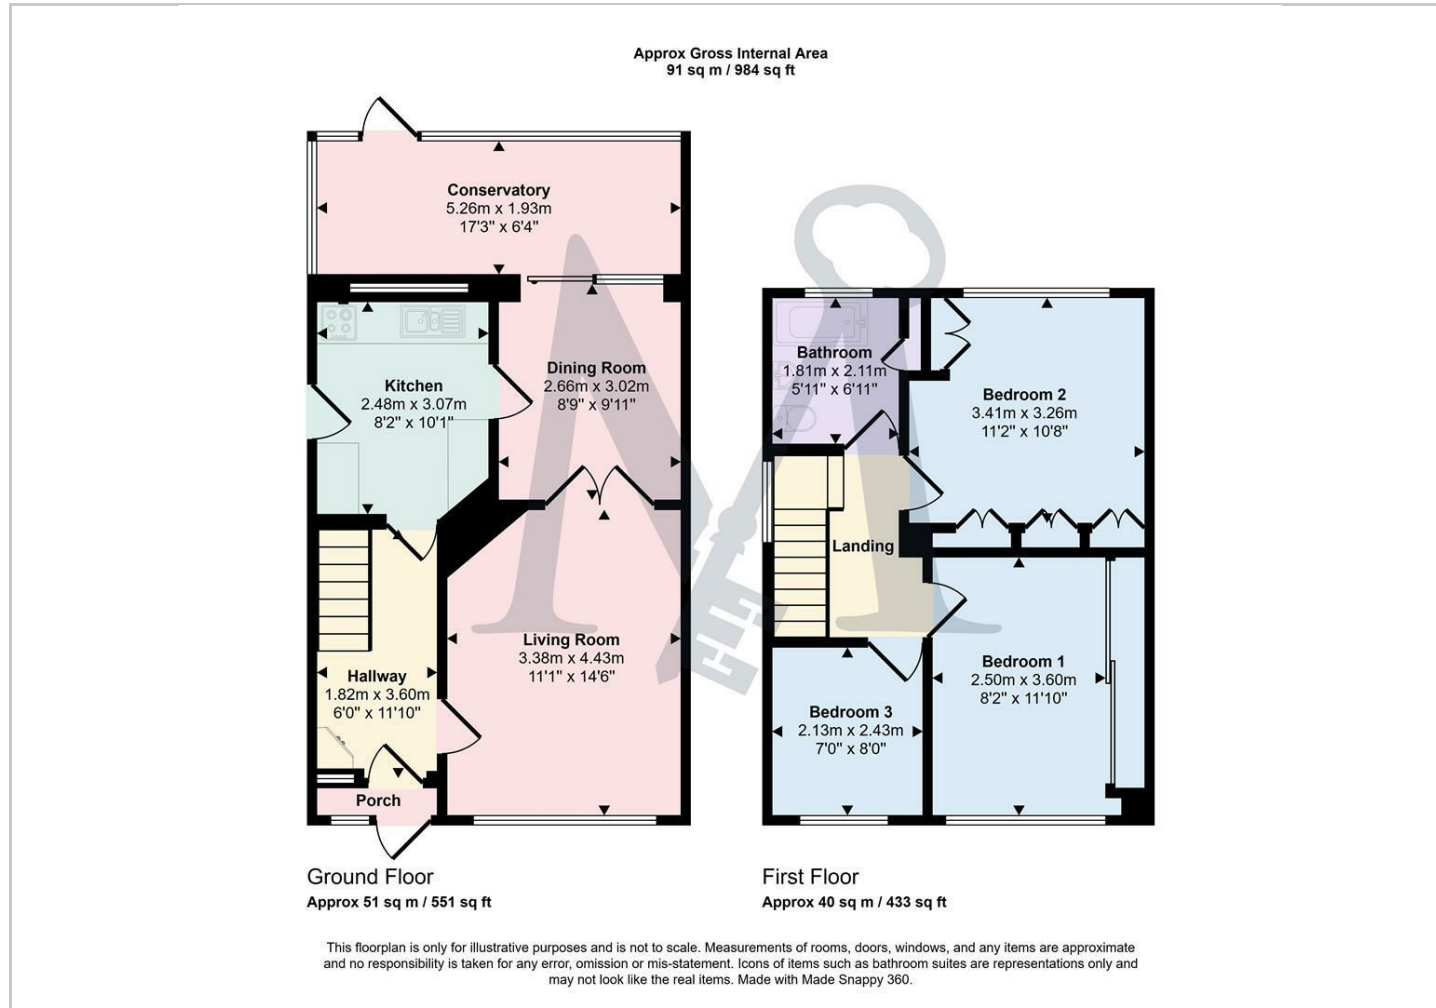 Approx Gross Internal Area
91 sq m / 984 sq ft
Conservatory
5.26m x 1.93m
17'3" x 6'4"
Kitchen
2.48m x 3.07m
8'2" x 10'1"
Dining Room
2.66m x 3.02m
8'9" x 9'11"
Living Room
3.38m x 4.43m
11'1" x 14'6"
Hallway
1.82m x 3.60m
6'0" x 11'10"
Porch
Ground Floor
Approx 51 sq m / 551 sq ft
Bathroom
1.81m x 2.11m
5'11" x 6'11"
Bedroom 2
3.41m x 3.26m
11'2" x 10'8"
Landing
Bedroom 1
2.50m x 3.60m
8'2" x 11'10"
Bedroom 3
2.13m x 2.43m
7'0" x 8'0"
First Floor
Approx 40 sq m / 433 sq ft
This floorplan is only for illustrative purposes and is not to scale. Measurements of rooms, doors, windows, and any items are approximate
and no responsibility is taken for any error, omission or mis-statement. Icons of items such as bathroom suites are representations only and
may not look like the real items. Made with Made Snappy 360.